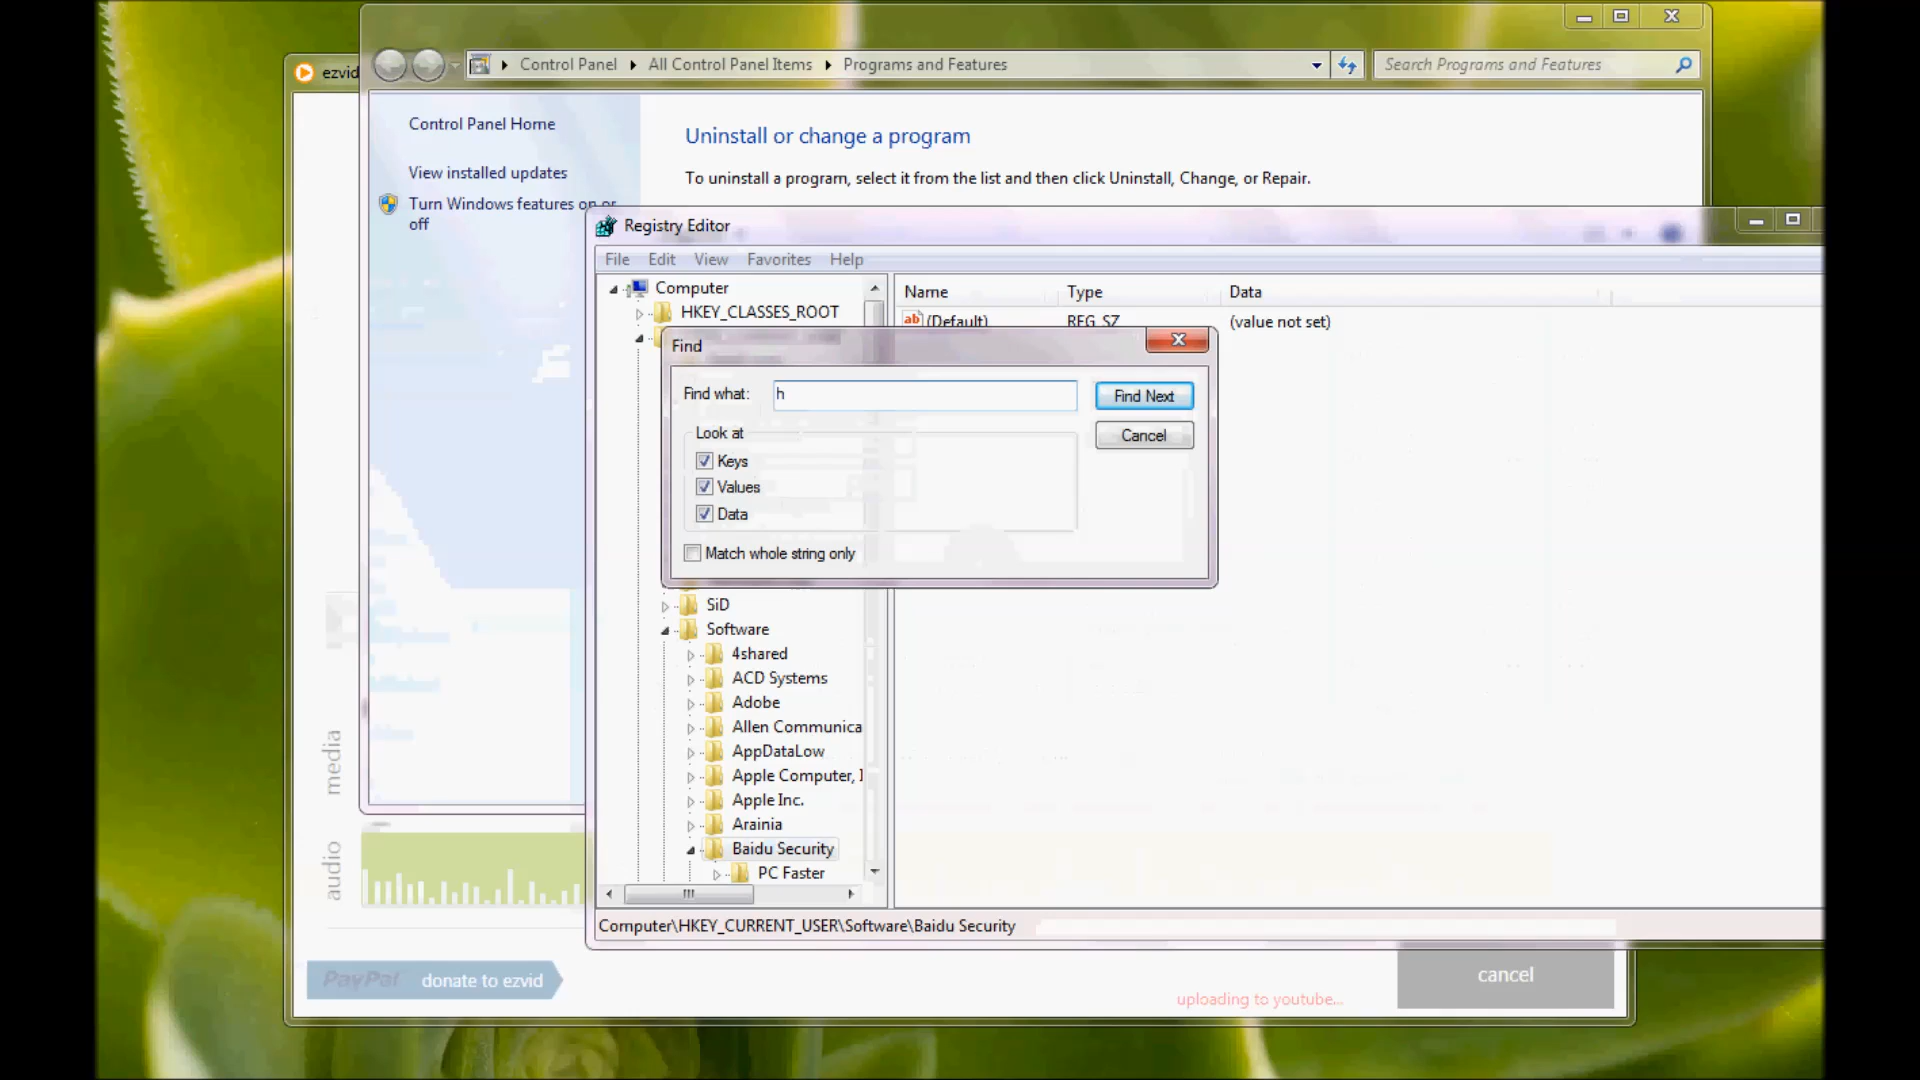 ezvid
Control Panel
All Control Panel Items
Programs and Features
Search Programs and Features
Control Panel Home
View installed updates
Turn Windows features on or
off
Uninstall or change a program
To uninstall a program, select it from the list and then click Uninstall, Change, or Repair.
Registry Editor
File Edit View Favorites Help
Computer
HKEY_CLASSES_ROOT
Name Type Data
ab (Default) REG_SZ (value not set)
Find
Find what: h
Find Next
Cancel
Look at
Keys
Values
Data
Match whole string only
SiD
Software
4shared
ACD Systems
Adobe
Allen Communica
AppDataLow
Apple Computer, I
Apple Inc.
Arainia
Baidu Security
PC Faster
Computer\HKEY_CURRENT_USER\Software\Baidu Security
media
audio
PayPal donate to ezvid
uploading to youtube...
cancel